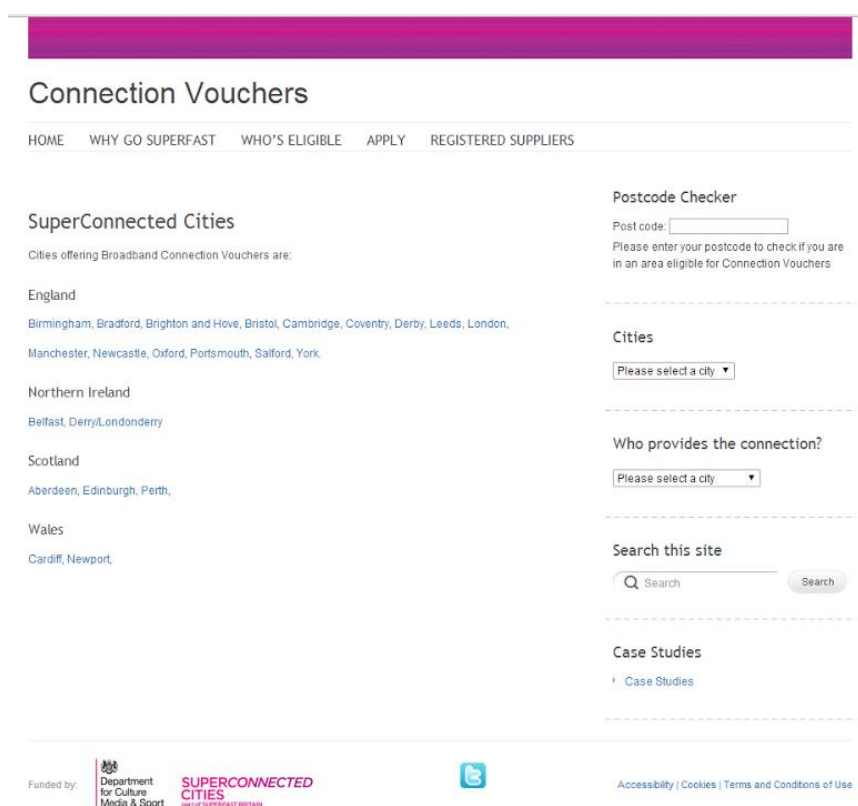 Connection Vouchers
HOME WHY GO SUPERFAST WHO'S ELIGIBLE APPLY REGISTERED SUPPLIERS
SuperConnected Cities
Cities offering Broadband Connection Vouchers are:
England
Birmingham, Bradford, Brighton and Hove, Bristol, Cambridge, Coventry, Derby, Leeds, London,
Manchester, Newcastle, Oxford, Portsmouth, Salford, York.
Northern Ireland
Belfast, Derry/Londonderry
Scotland
Aberdeen, Edinburgh, Perth,
Wales
Cardiff, Newport,
Postcode Checker
Post code:
Please enter your postcode to check if you are
in an area eligible for Connection Vouchers
Cities
Please select a city
Who provides the connection?
Please select a city
Search this site
Search Search
Case Studies
Case Studies
Funded by:
Department
for Culture
Media & Sport
SUPERCONNECTED
CITIES
part of SUPERFAST BRITAIN
Accessibility | Cookies | Terms and Conditions of Use